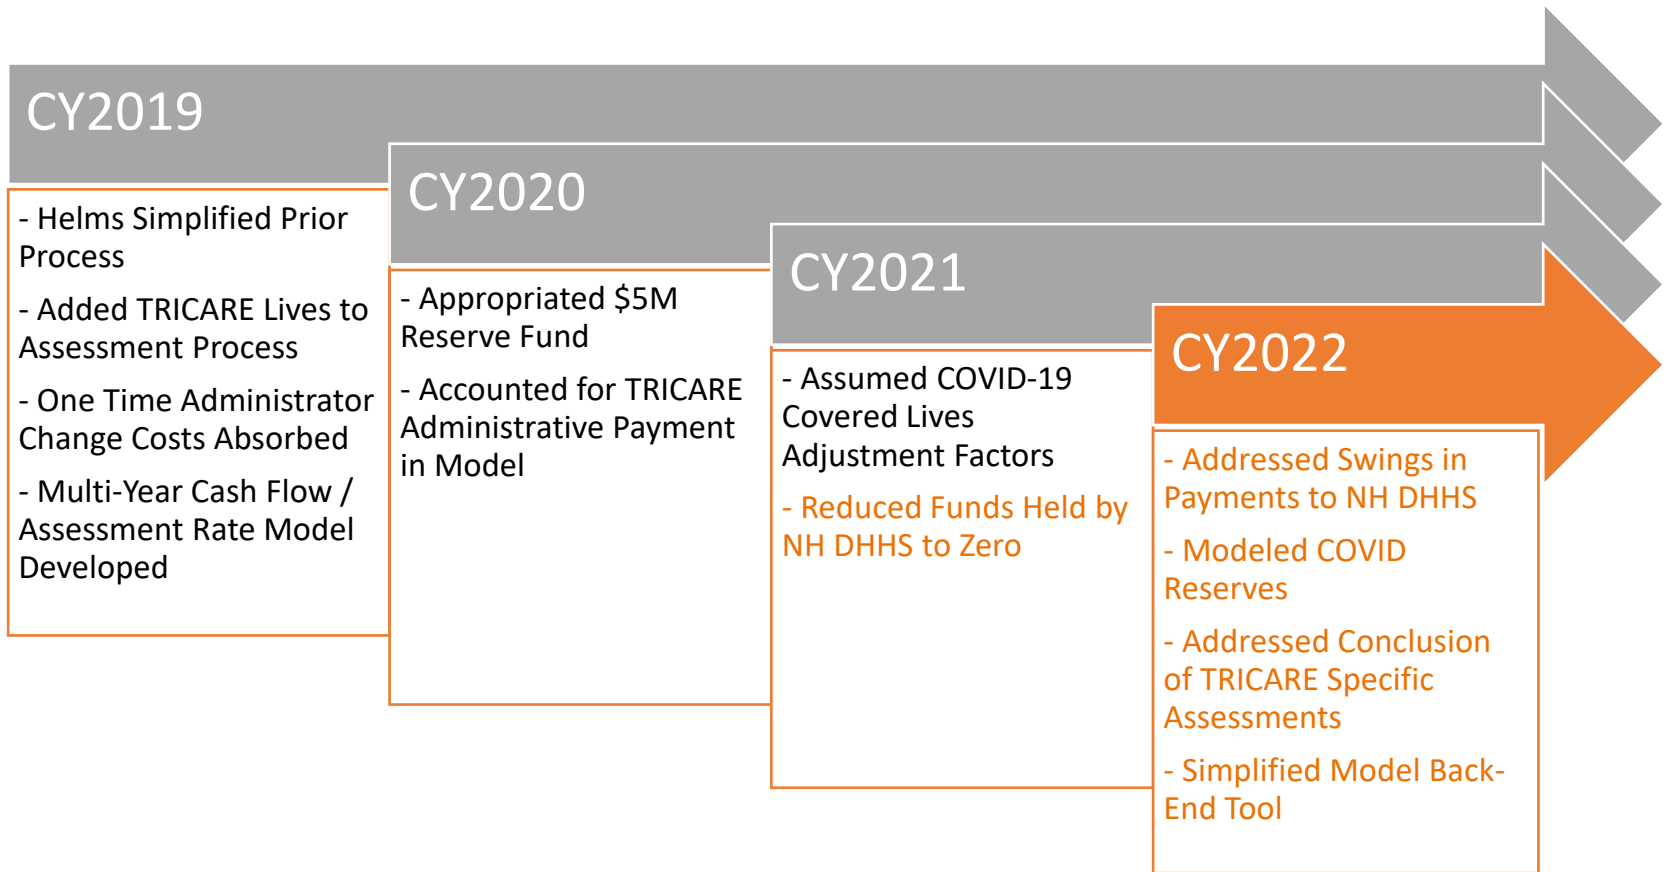 CY2019
- Helms Simplified Prior
Process
- Added TRICARE Lives to
Assessment Process
- One Time Administrator
Change Costs Absorbed
- Multi-Year Cash Flow /
Assessment Rate Model
Developed
CY2020
- Appropriated $5M
Reserve Fund
- Accounted for TRICARE
Administrative Payment
in Model
CY2021
- Assumed COVID-19
Covered Lives
Adjustment Factors
- Reduced Funds Held by
NH DHHS to Zero
CY2022
- Addressed Swings in
Payments to NH DHHS
- Modeled COVID
Reserves
- Addressed Conclusion
of TRICARE Specific
Assessments
- Simplified Model Back-
End Tool